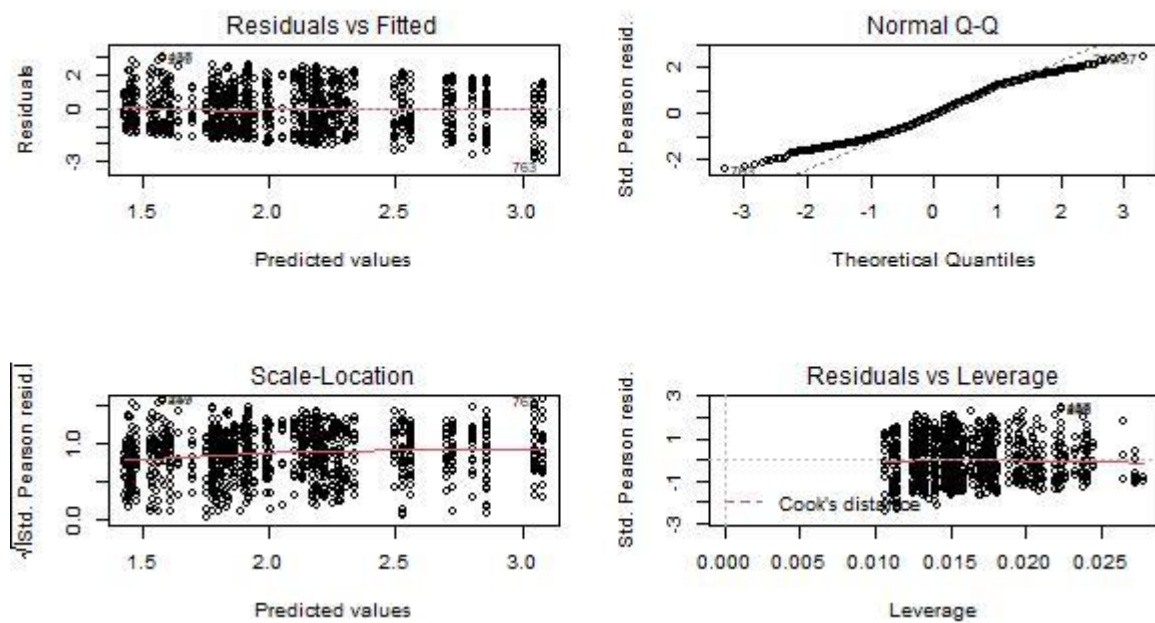 Residuals vs Fitted
Residuals
2
0
-3
763
1.5 2.0 2.5 3.0
Predicted values
Normal Q-Q
Std. Pearson resid.
2
0
-2
-3 -2 -1 0 1 2 3
Theoretical Quantiles
Scale-Location
√|Std. Pearson resid.|
1.0
0.0
1.5 2.0 2.5 3.0
Predicted values
Residuals vs Leverage
Std. Pearson resid.
3
1
-1
-3
Cook's distance
0.000 0.005 0.010 0.015 0.020 0.025
Leverage